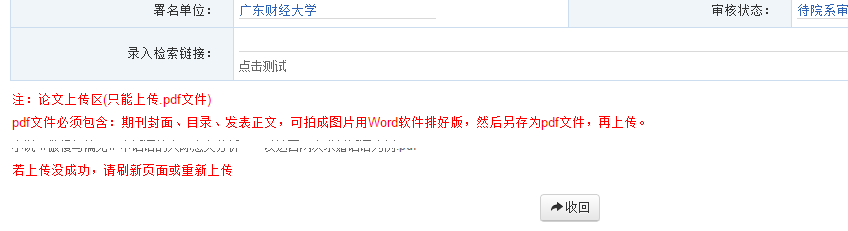 署名单位： 广东财经大学 审核状态： 待院系审
录入检索链接：
点击测试
注：论文上传区(只能上传.pdf文件)
pdf文件必须包含：期刊封面、目录、发表正文，可拍成图片用Word软件排好版，然后另存为pdf文件，再上传。
若上传没成功，请刷新页面或重新上传
收回